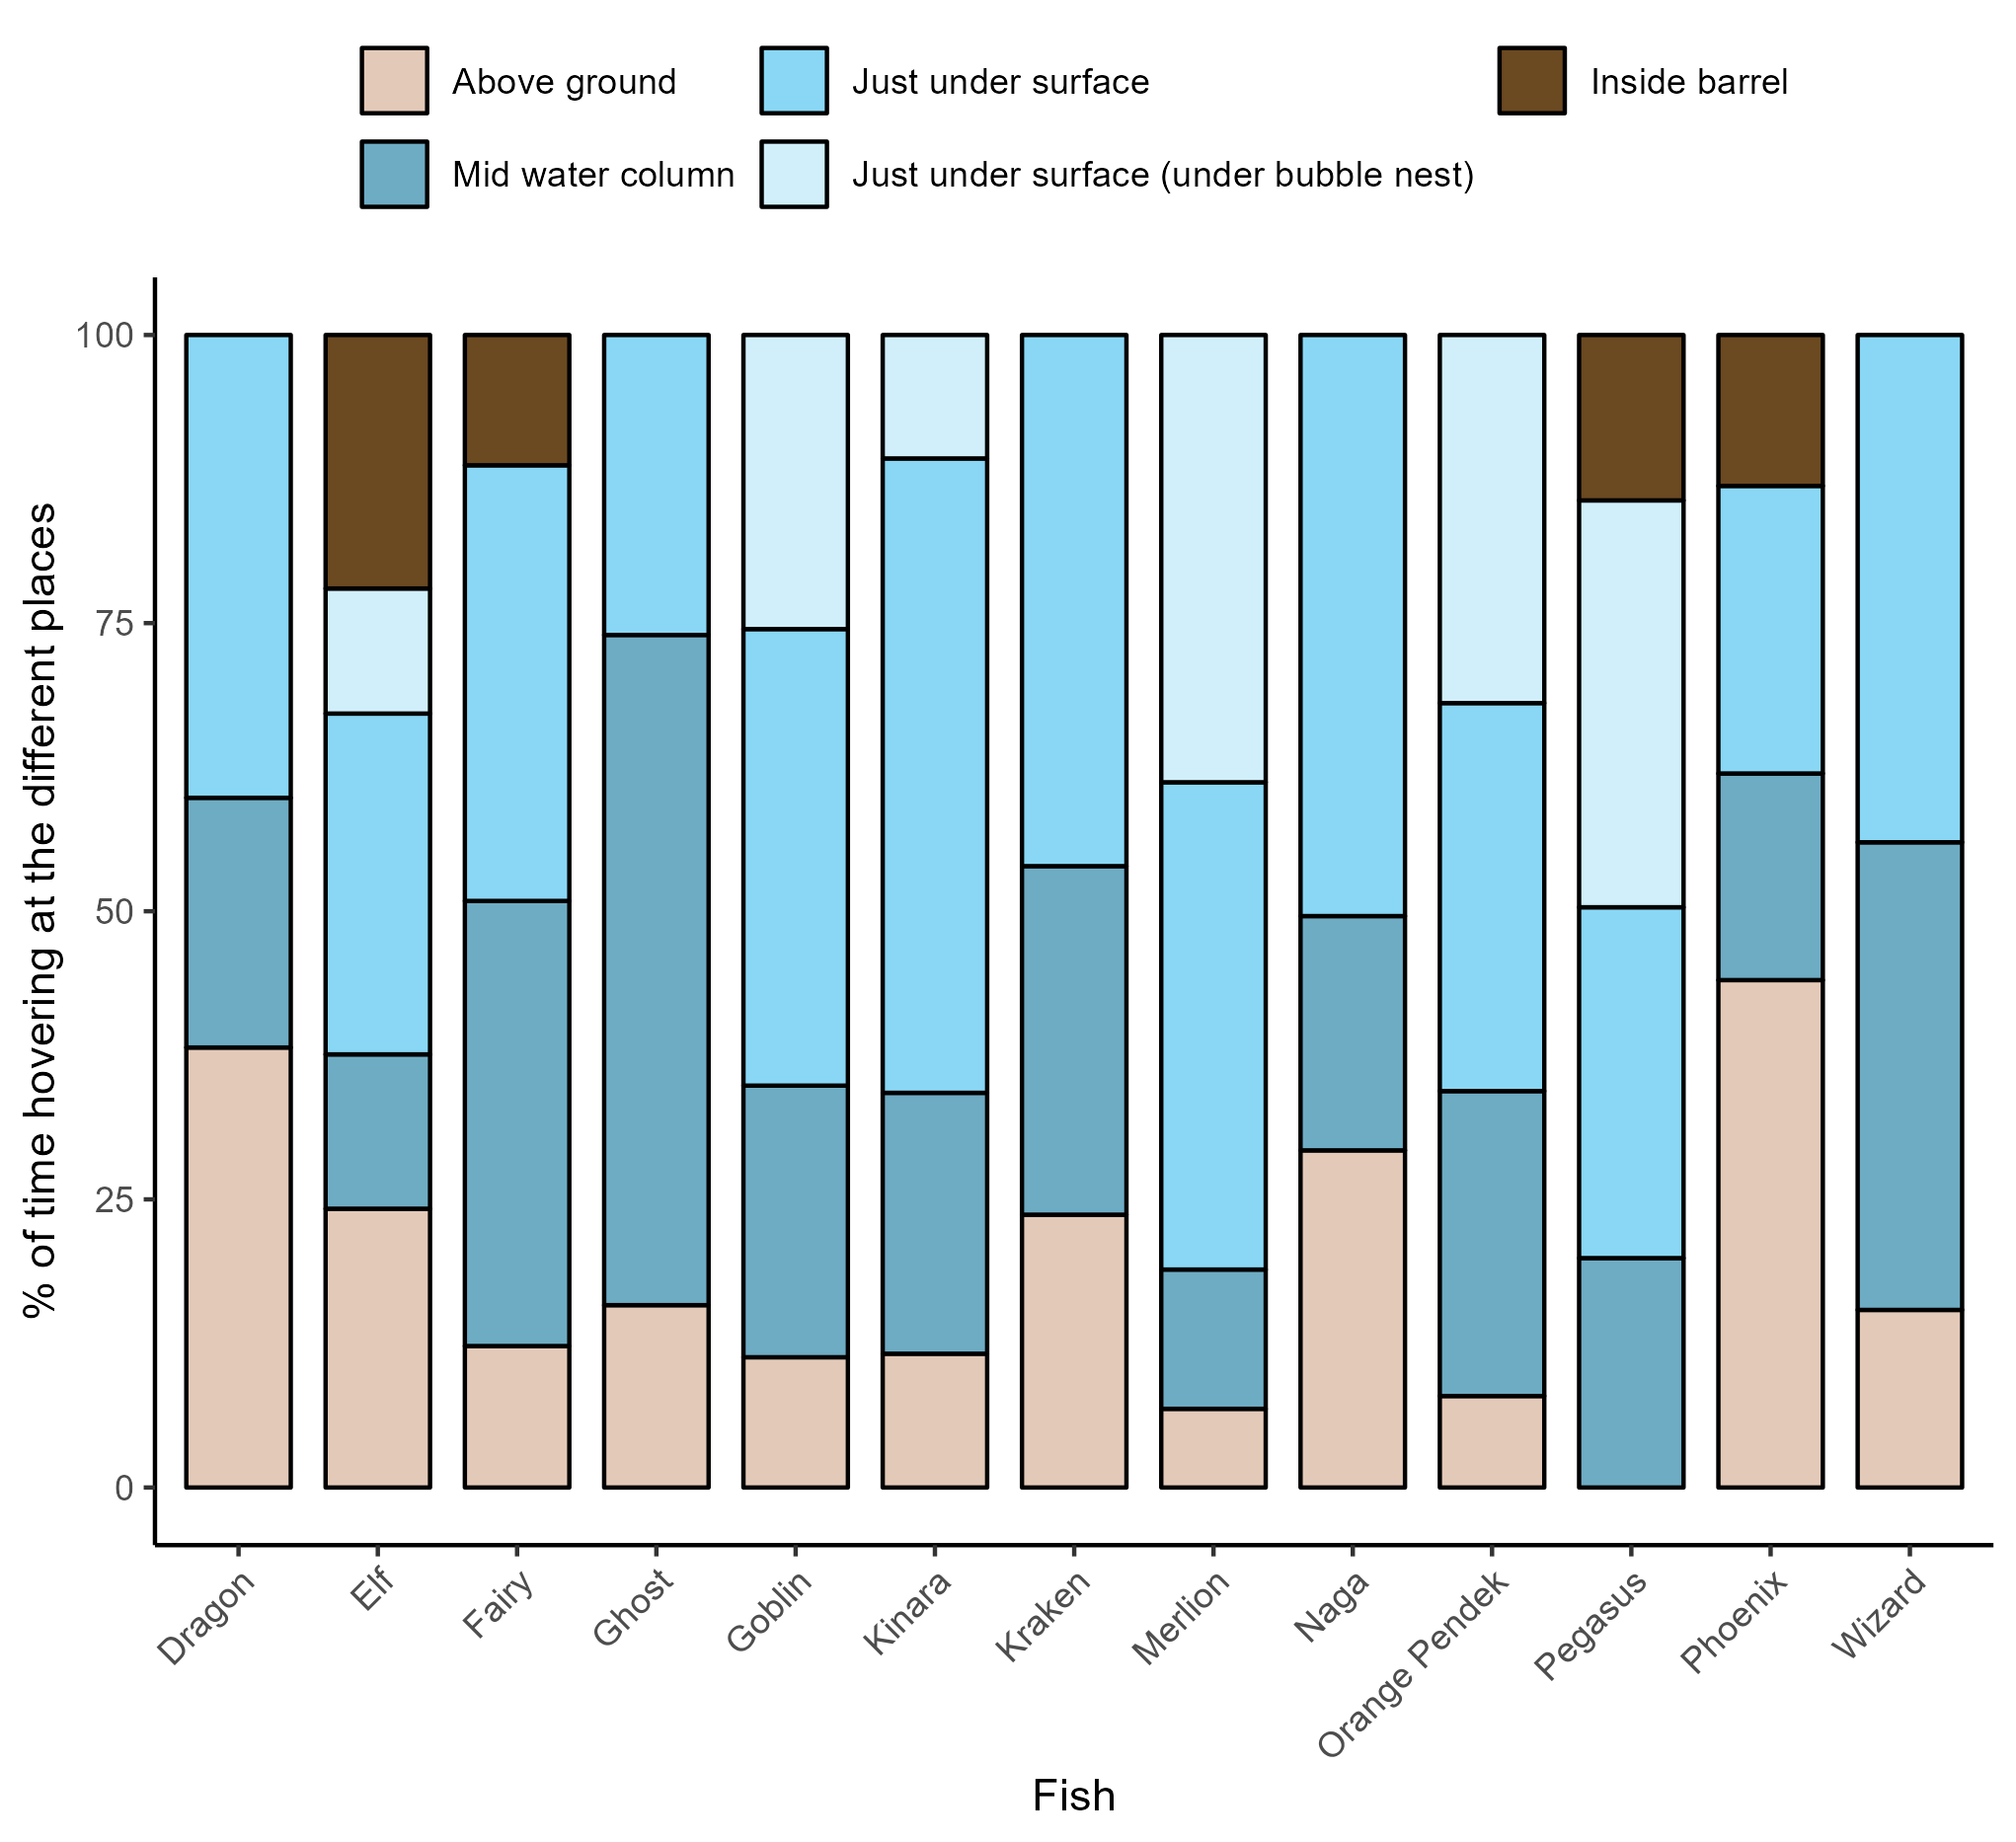 Above ground
Just under surface
Inside barrel
Mid water column
Just under surface (under bubble nest)
% of time hovering at the different places
100
75
50
25
0
Dragon
Elf
Fairy
Ghost
Goblin
Kinara
Kraken
Merlion
Naga
Orange Pendek
Pegasus
Phoenix
Wizard
Fish